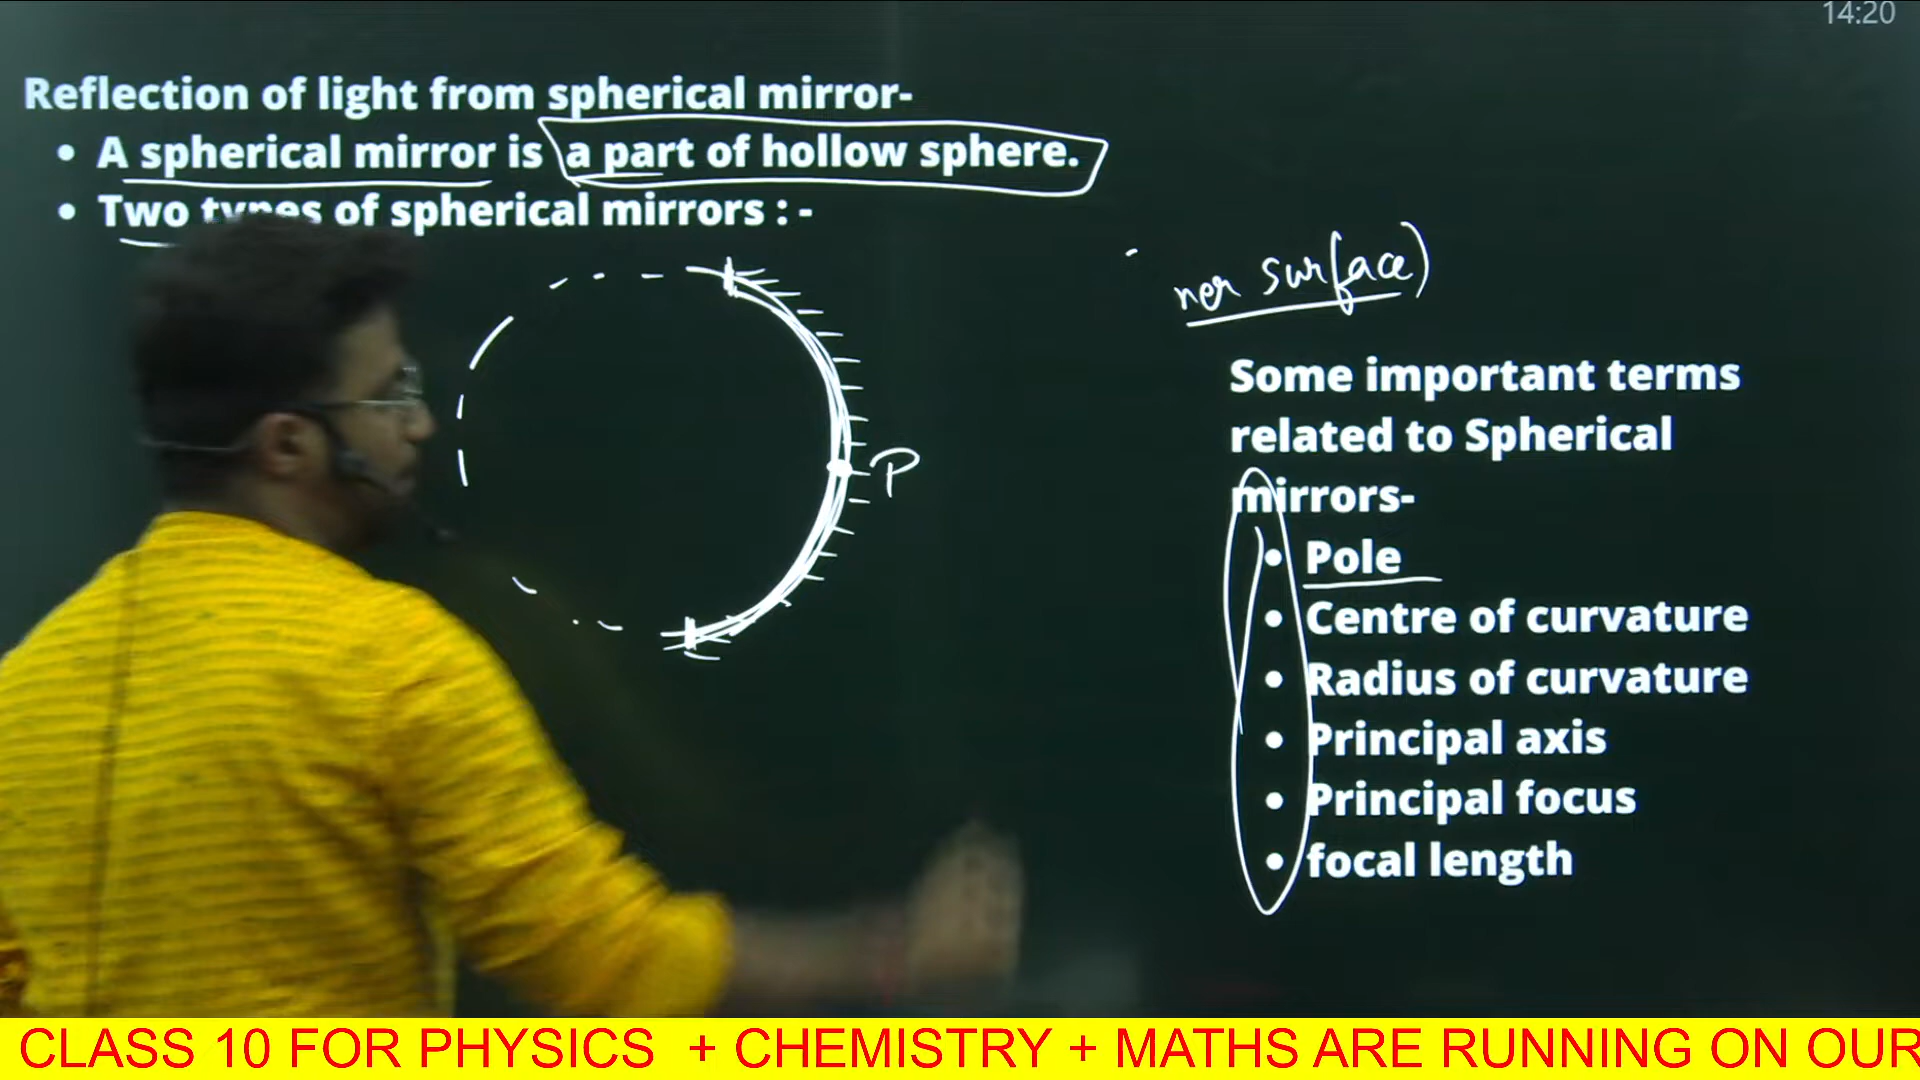 14:20
Reflection of light from spherical mirror-
• A spherical mirror is a part of hollow sphere.
• Two types of spherical mirrors : -
ner surface)
P
Some important terms
related to Spherical
mirrors-
• Pole
• Centre of curvature
• Radius of curvature
• Principal axis
• Principal focus
• focal length
CLASS 10 FOR PHYSICS + CHEMISTRY + MATHS ARE RUNNING ON OUR